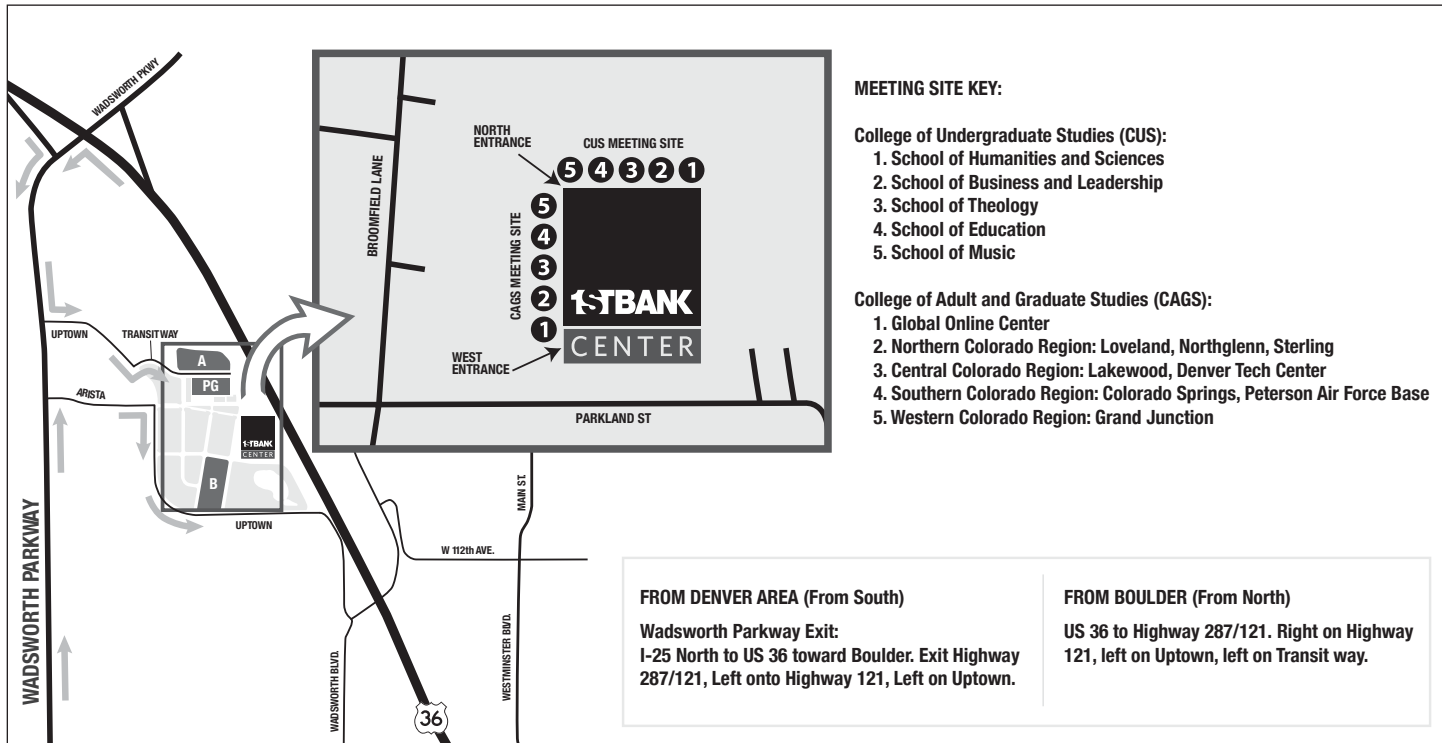 WADSWORTH PKWY
UPTOWN
TRANSIT WAY
A
PG
ARISTA
1STBANK
CENTER
B
UPTOWN
WADSWORTH PARKWAY
W 112th AVE.
MAIN ST.
WADSWORTH BLVD.
WESTMINSTER BLVD.
36
NORTH
ENTRANCE
CUS MEETING SITE
5 4 3 2 1
BROOMFIELD LANE
CAGS MEETING SITE
5
4
3
2
1
1STBANK
CENTER
WEST
ENTRANCE
PARKLAND ST
MEETING SITE KEY:
College of Undergraduate Studies (CUS):
1. School of Humanities and Sciences
2. School of Business and Leadership
3. School of Theology
4. School of Education
5. School of Music
College of Adult and Graduate Studies (CAGS):
1. Global Online Center
2. Northern Colorado Region: Loveland, Northglenn, Sterling
3. Central Colorado Region: Lakewood, Denver Tech Center
4. Southern Colorado Region: Colorado Springs, Peterson Air Force Base
5. Western Colorado Region: Grand Junction
FROM DENVER AREA (From South)
Wadsworth Parkway Exit:
I-25 North to US 36 toward Boulder. Exit Highway
287/121, Left onto Highway 121, Left on Uptown.
FROM BOULDER (From North)
US 36 to Highway 287/121. Right on Highway
121, left on Uptown, left on Transit way.